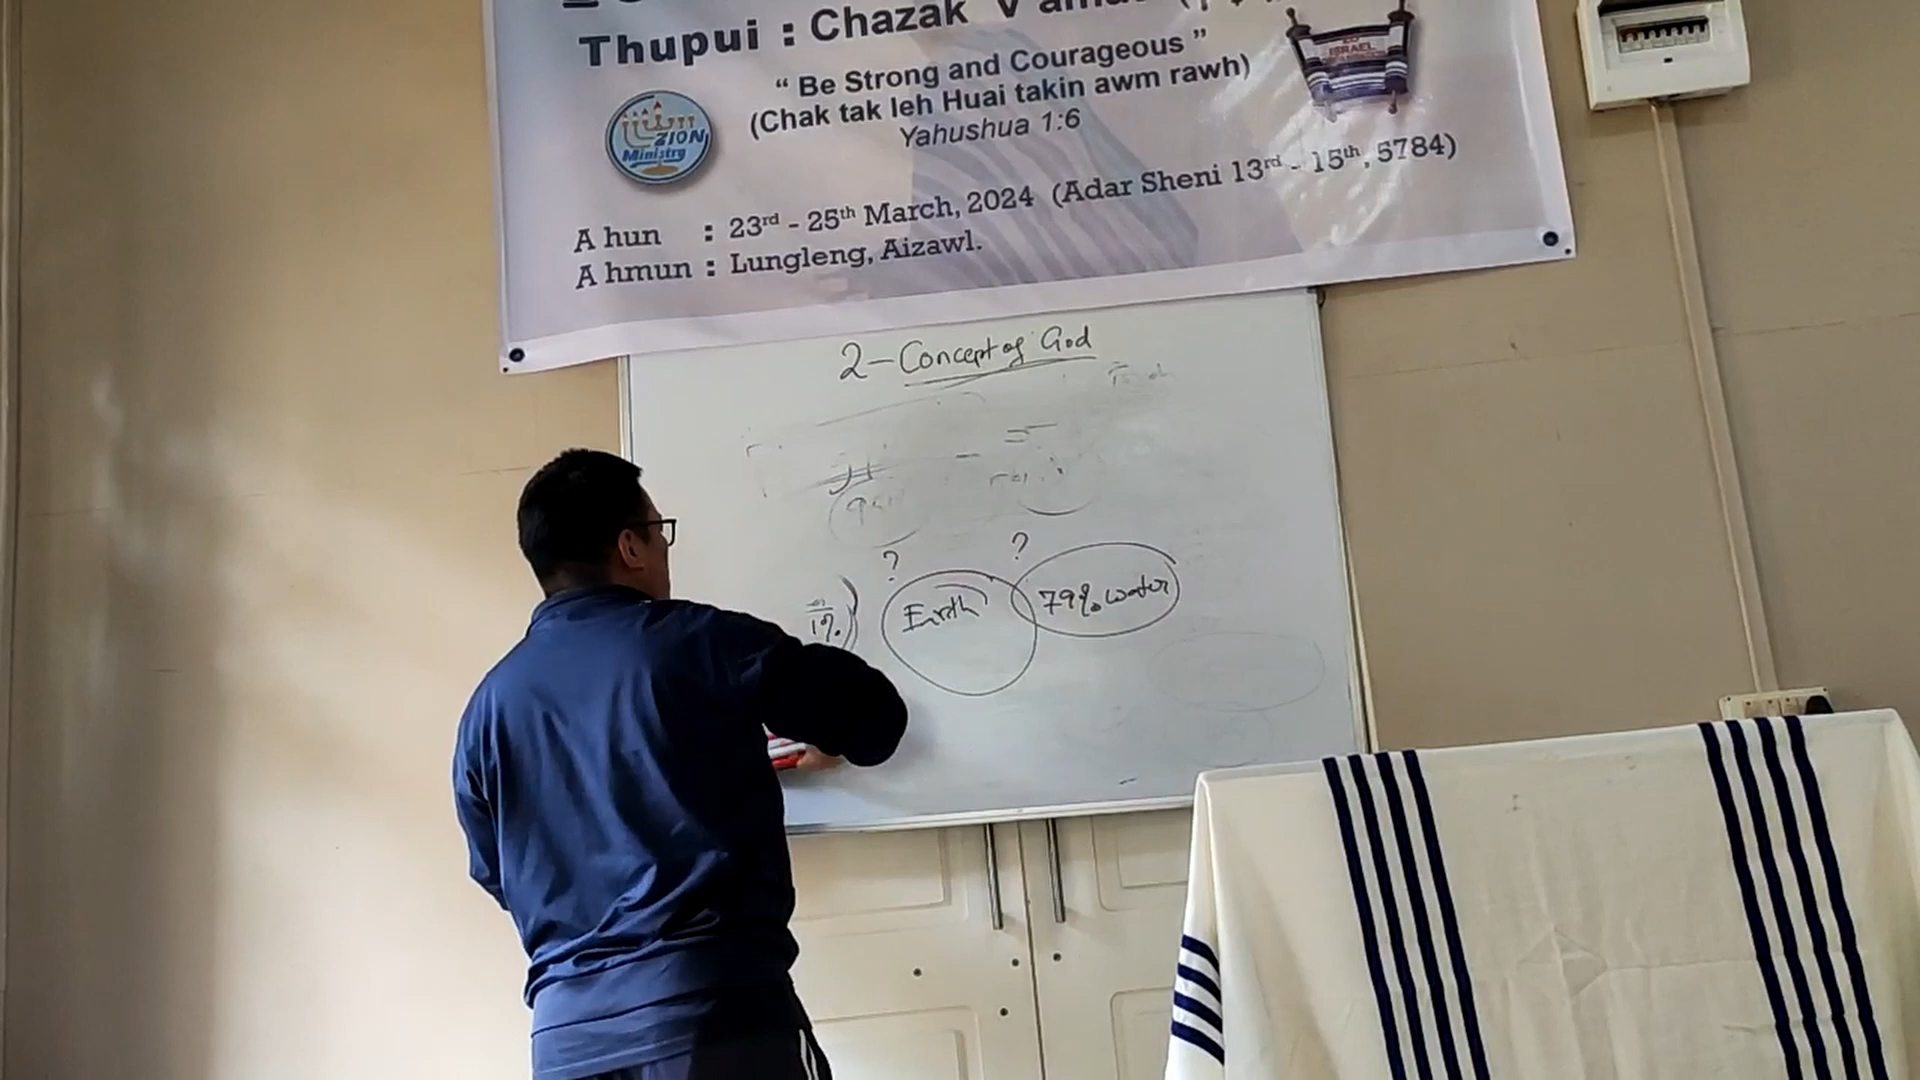 Thupui : Chazak
“ Be Strong and Courageous ”
(Chak tak leh Huai takin awm rawh)
Yahushua 1:6
ZION
Ministry
ISRAEL
A hun : 23rd - 25th March, 2024 (Adar Sheni 13rd - 15th, 5784)
A hmun : Lungleng, Aizawl.
2 - Concept of God
? ?
1%
Earth
79% water